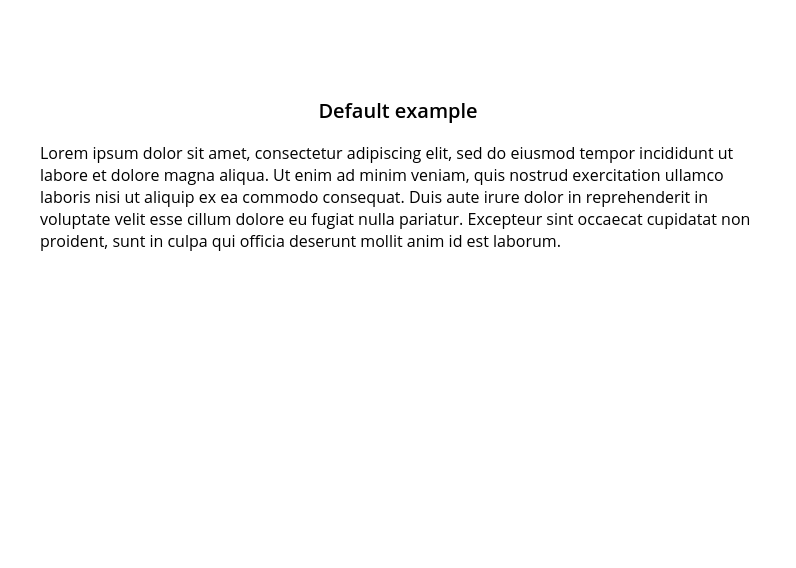 Default example
Lorem ipsum dolor sit amet, consectetur adipiscing elit, sed do eiusmod tempor incididunt ut
labore et dolore magna aliqua. Ut enim ad minim veniam, quis nostrud exercitation ullamco
laboris nisi ut aliquip ex ea commodo consequat. Duis aute irure dolor in reprehenderit in
voluptate velit esse cillum dolore eu fugiat nulla pariatur. Excepteur sint occaecat cupidatat non
proident, sunt in culpa qui officia deserunt mollit anim id est laborum.